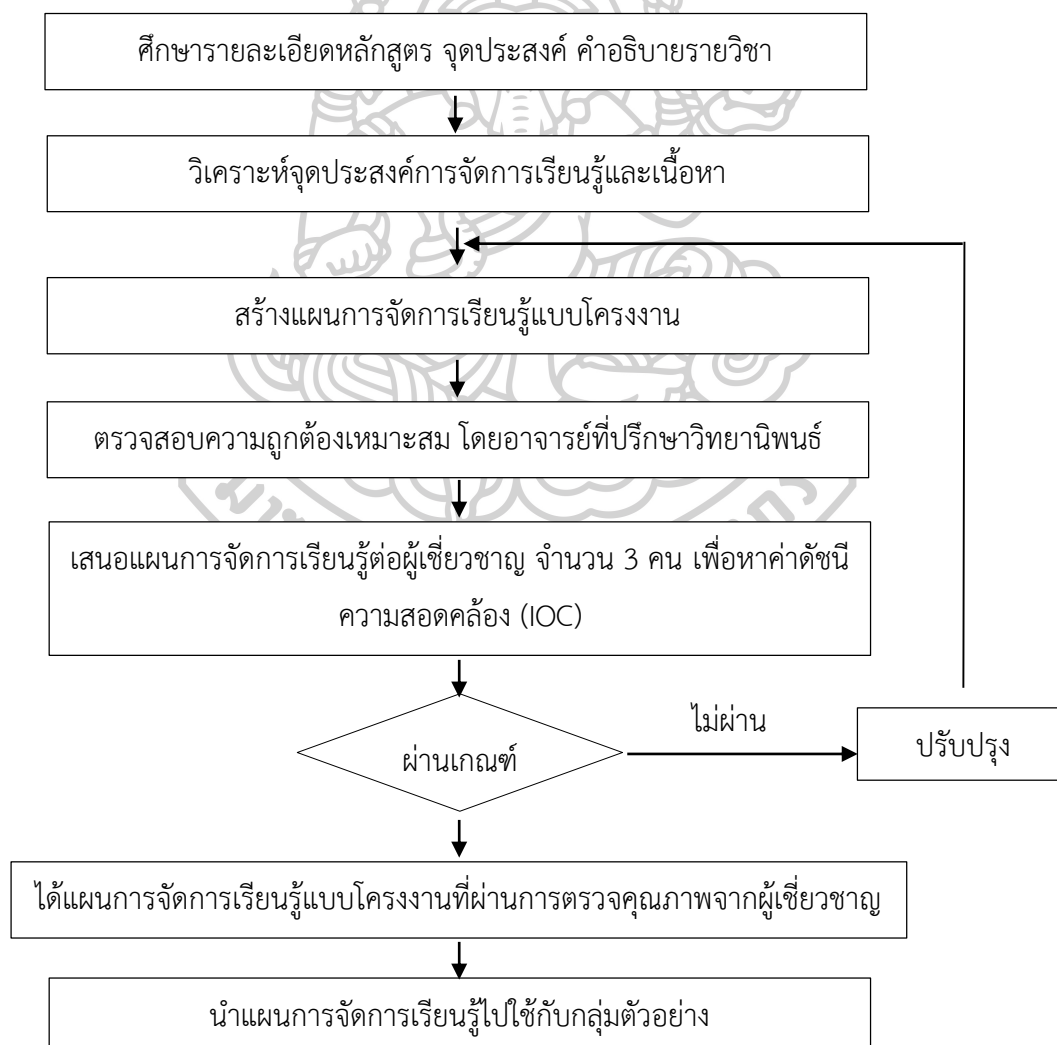 ศึกษารายละเอียดหลักสูตร จุดประสงค์ คำอธิบายรายวิชา
วิเคราะห์จุดประสงค์การจัดการเรียนรู้และเนื้อหา
สร้างแผนการจัดการเรียนรู้แบบโครงงาน
ตรวจสอบความถูกต้องเหมาะสม โดยอาจารย์ที่ปรึกษาวิทยานิพนธ์
เสนอแผนการจัดการเรียนรู้ต่อผู้เชี่ยวชาญ จำนวน 3 คน เพื่อหาค่าดัชนี
ความสอดคล้อง (IOC)
ไม่ผ่าน
ผ่านเกณฑ์
ปรับปรุง
ได้แผนการจัดการเรียนรู้แบบโครงงานที่ผ่านการตรวจคุณภาพจากผู้เชี่ยวชาญ
นำแผนการจัดการเรียนรู้ไปใช้กับกลุ่มตัวอย่าง